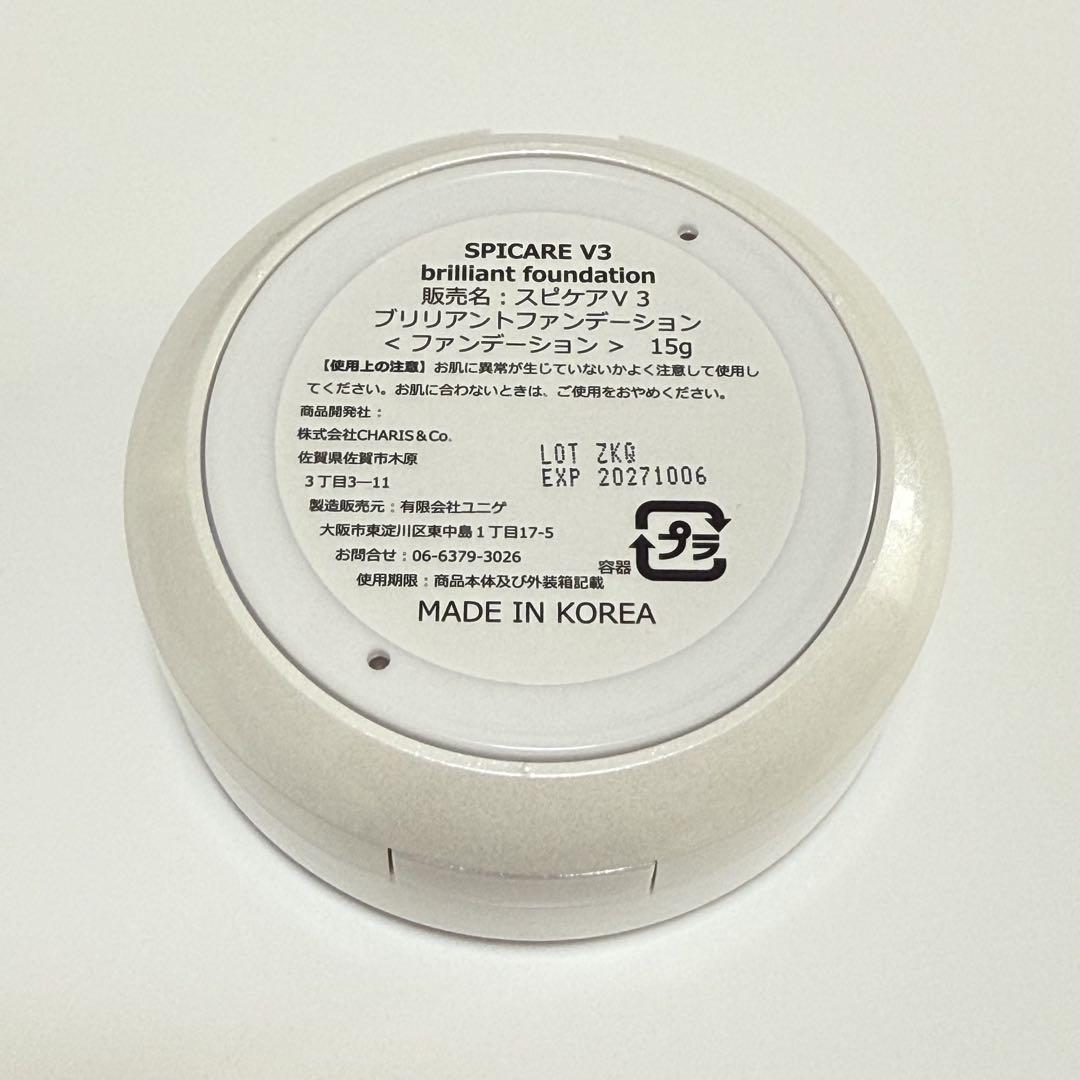 SPICARE V3
brilliant foundation
販売名：スピケアV 3
ブリリアントファンデーション
< ファンデーション >　15g
【使用上の注意】お肌に異常が生じていないかよく注意して使用し
てください。お肌に合わないときは、ご使用をおやめください。
商品開発社：
株式会社CHARIS&Co.
佐賀県佐賀市木原
３丁目3―11
LOT ZKQ
EXP 20271006
製造販売元：有限会社ユニゲ
大阪市東淀川区東中島１丁目17-5
お問合せ：06-6379-3026
プラ
容器
使用期限：商品本体及び外装箱記載
MADE IN KOREA